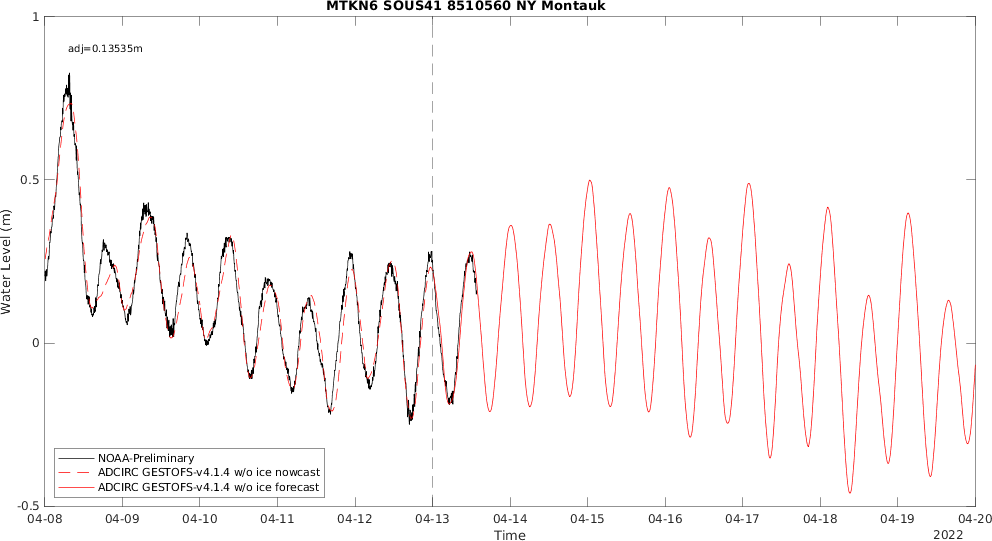 MTKN6 SOUS41 8510560 NY Montauk
adj=0.13535m
1
0.5
0
-0.5
Water Level (m)
NOAA-Preliminary
ADCIRC GESTOFS-v4.1.4 w/o ice nowcast
ADCIRC GESTOFS-v4.1.4 w/o ice forecast
04-08 04-09 04-10 04-11 04-12 04-13 04-14 04-15 04-16 04-17 04-18 04-19 04-20
Time
2022